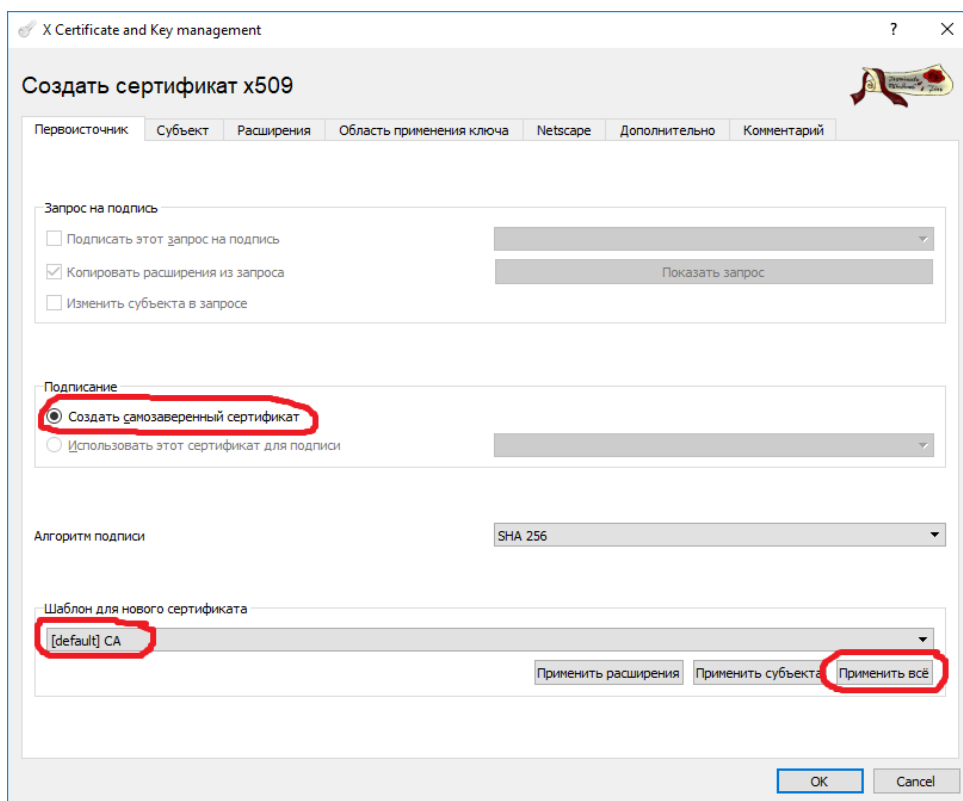 X Certificate and Key management
?
Создать сертификат x509
Первоисточник Субъект Расширения Область применения ключа Netscape Дополнительно Комментарий
Запрос на подпись
Подписать этот запрос на подпись
Копировать расширения из запроса Показать запрос
Изменить субъекта в запросе
Подписание
Создать самозаверенный сертификат
Использовать этот сертификат для подписи
Алгоритм подписи SHA 256
Шаблон для нового сертификата
[default] CA
Применить расширения Применить субъекта Применить всё
OK Cancel